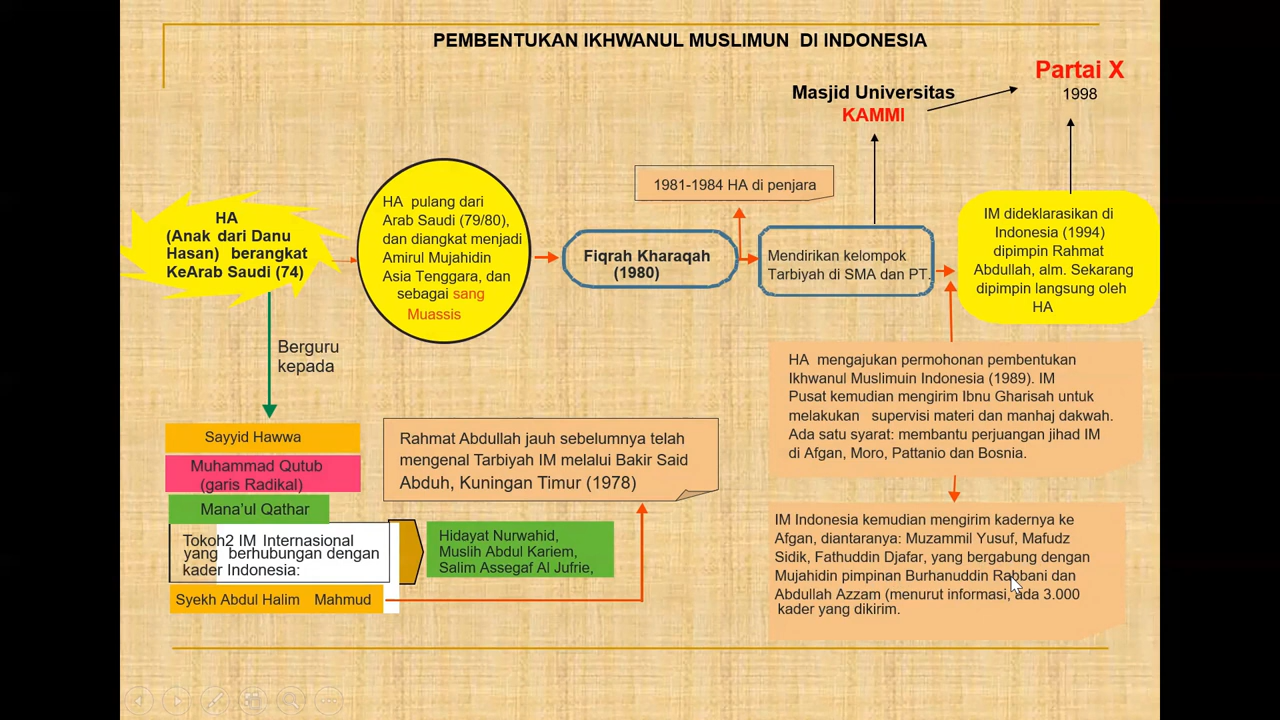 PEMBENTUKAN IKHWANUL MUSLIMUN DI INDONESIA
Partai X
1998
Masjid Universitas
KAMMI
1981-1984 HA di penjara
HA
(Anak dari Danu
Hasan) berangkat
KeArab Saudi (74)
HA pulang dari
Arab Saudi (79/80),
dan diangkat menjadi
Amirul Mujahidin
Asia Tenggara, dan
sebagai sang
Muassis
Fiqrah Kharaqah
(1980)
Mendirikan kelompok
Tarbiyah di SMA dan PT.
IM dideklarasikan di
Indonesia (1994)
dipimpin Rahmat
Abdullah, alm. Sekarang
dipimpin langsung oleh
HA
Berguru
kepada
HA mengajukan permohonan pembentukan
Ikhwanul Muslimuin Indonesia (1989). IM
Pusat kemudian mengirim Ibnu Gharisah untuk
melakukan supervisi materi dan manhaj dakwah.
Ada satu syarat: membantu perjuangan jihad IM
di Afgan, Moro, Pattanio dan Bosnia.
Sayyid Hawwa
Muhammad Qutub
(garis Radikal)
Mana'ul Qathar
Rahmat Abdullah jauh sebelumnya telah
mengenal Tarbiyah IM melalui Bakir Said
Abduh, Kuningan Timur (1978)
Tokoh2 IM Internasional
yang berhubungan dengan
kader Indonesia:
Hidayat Nurwahid,
Muslih Abdul Kariem,
Salim Assegaf Al Jufrie,
Syekh Abdul Halim Mahmud
IM Indonesia kemudian mengirim kadernya ke
Afgan, diantaranya: Muzammil Yusuf, Mafudz
Sidik, Fathuddin Djafar, yang bergabung dengan
Mujahidin pimpinan Burhanuddin Rabbani dan
Abdullah Azzam (menurut informasi, ada 3.000
kader yang dikirim.